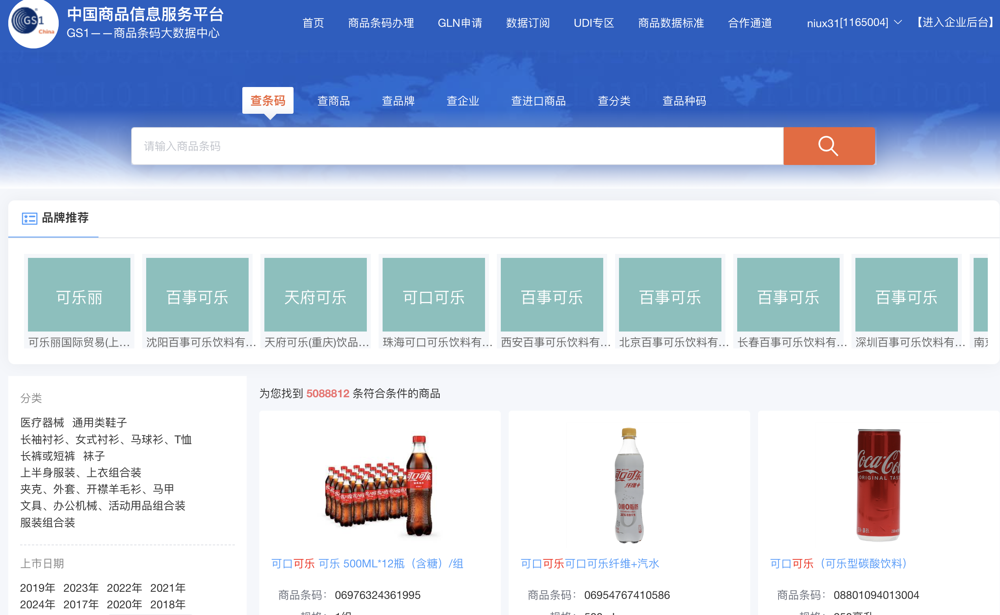 GS1
China
中国商品信息服务平台
GS1——商品条码大数据中心
首页 商品条码办理 GLN申请 数据订阅 UDI专区 商品数据标准 合作通道 niux31[1165004] 【进入企业后台】
查条码 查商品 查品牌 查企业 查进口商品 查分类 查品种码
请输入商品条码
品牌推荐
可乐丽 百事可乐 天府可乐 可口可乐 百事可乐 百事可乐 百事可乐 百事可乐
可乐丽国际贸易(上... 沈阳百事可乐饮料有... 天府可乐(重庆)饮品... 珠海可口可乐饮料有... 西安百事可乐饮料有... 北京百事可乐饮料有... 长春百事可乐饮料有... 深圳百事可乐饮料有... 南
分类
医疗器械 通用类鞋子
长袖衬衫、女式衬衫、马球衫、T恤
长裤或短裤 袜子
上半身服装、上衣组合装
夹克、外套、开襟羊毛衫、马甲
文具、办公机械、活动用品组合装
服装组合装
上市日期
2019年 2023年 2022年 2021年
2024年 2017年 2020年 2018年
为您找到 5088812 条符合条件的商品
可口可乐
可口可乐
纤维+
0糖0脂肪
Coca-Col
ORIGINAL TAST
可口可乐 可乐 500ML*12瓶（含糖）/组
商品条码： 06976324361995
可口可乐可口可乐纤维+汽水
商品条码： 06954767410586
可口可乐（可乐型碳酸饮料）
商品条码： 08801094013004